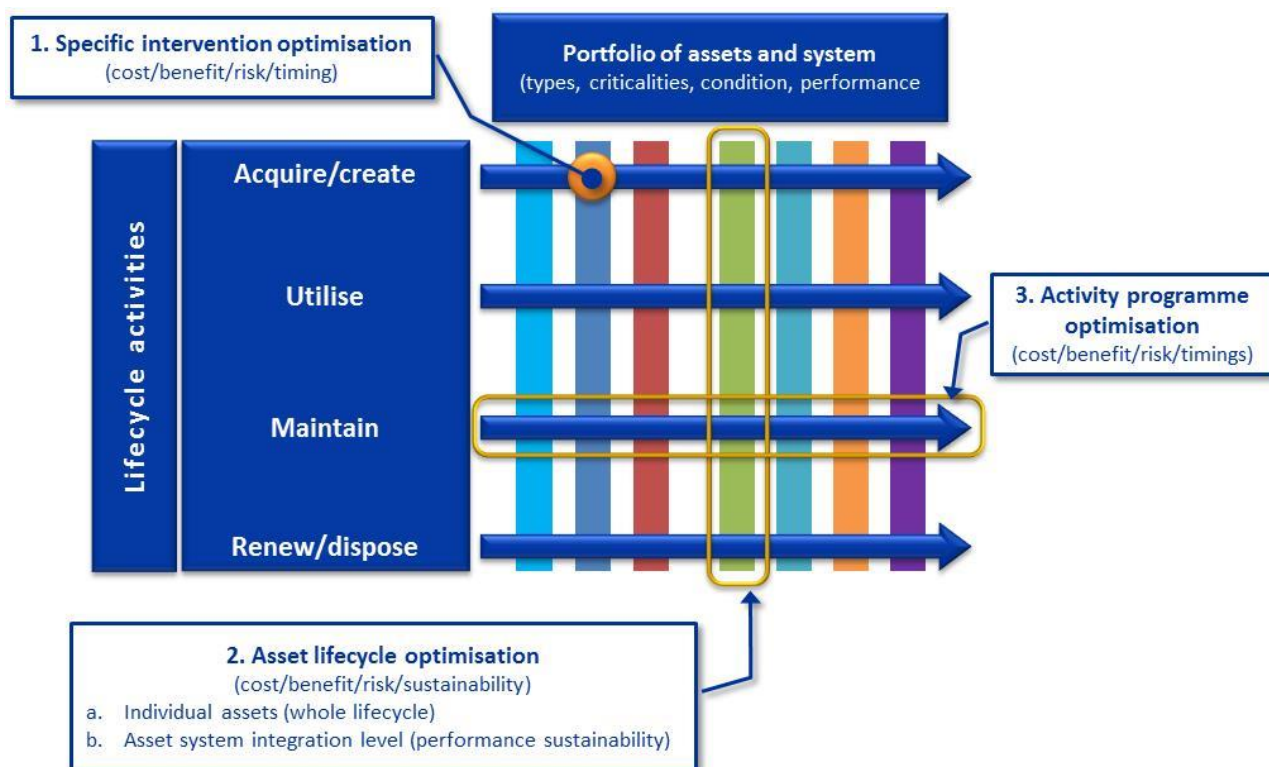 1. Specific intervention optimisation
(cost/benefit/risk/timing)
Portfolio of assets and system
(types, criticalities, condition, performance
Lifecycle activities
Acquire/create
Utilise
Maintain
Renew/dispose
3. Activity programme
optimisation
(cost/benefit/risk/timings)
2. Asset lifecycle optimisation
(cost/benefit/risk/sustainability)
a. Individual assets (whole lifecycle)
b. Asset system integration level (performance sustainability)